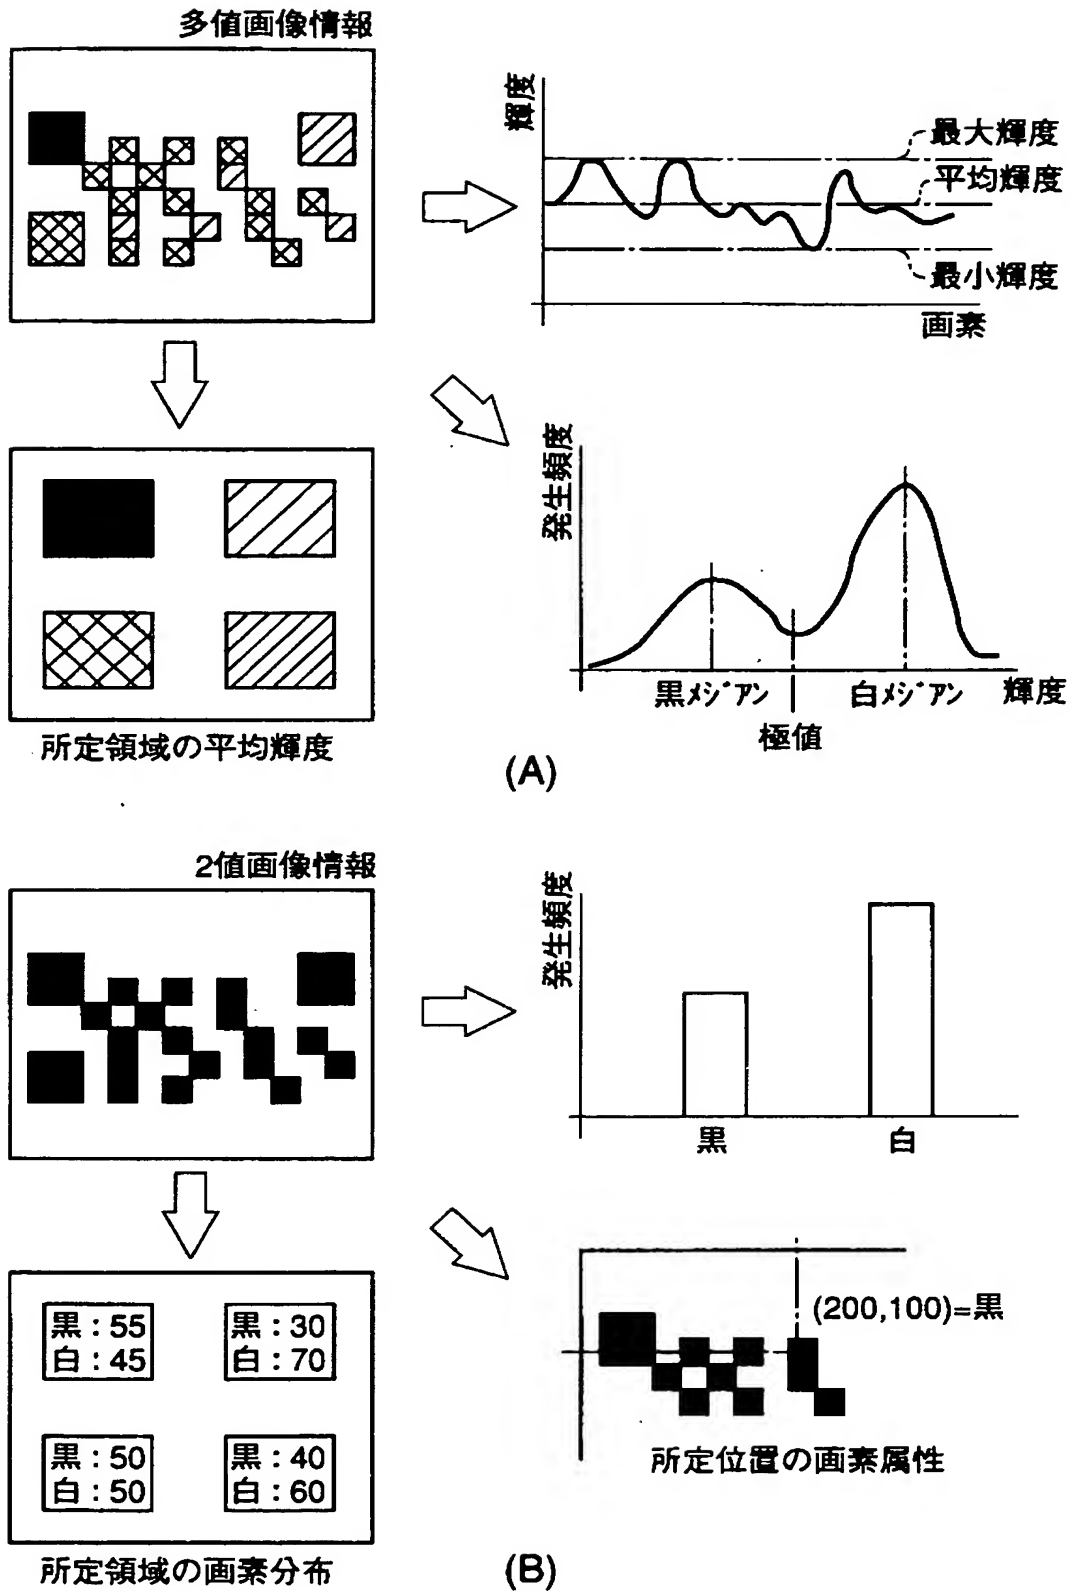 多値画像情報
輝度
最大輝度
平均輝度
最小輝度
画素
発生頻度
黒メジアン
白メジアン
輝度
極値
所定領域の平均輝度
(A)
2値画像情報
発生頻度
黒
白
黒：55
白：45
黒：30
白：70
黒：50
白：50
黒：40
白：60
(200,100)=黒
所定位置の画素属性
所定領域の画素分布
(B)